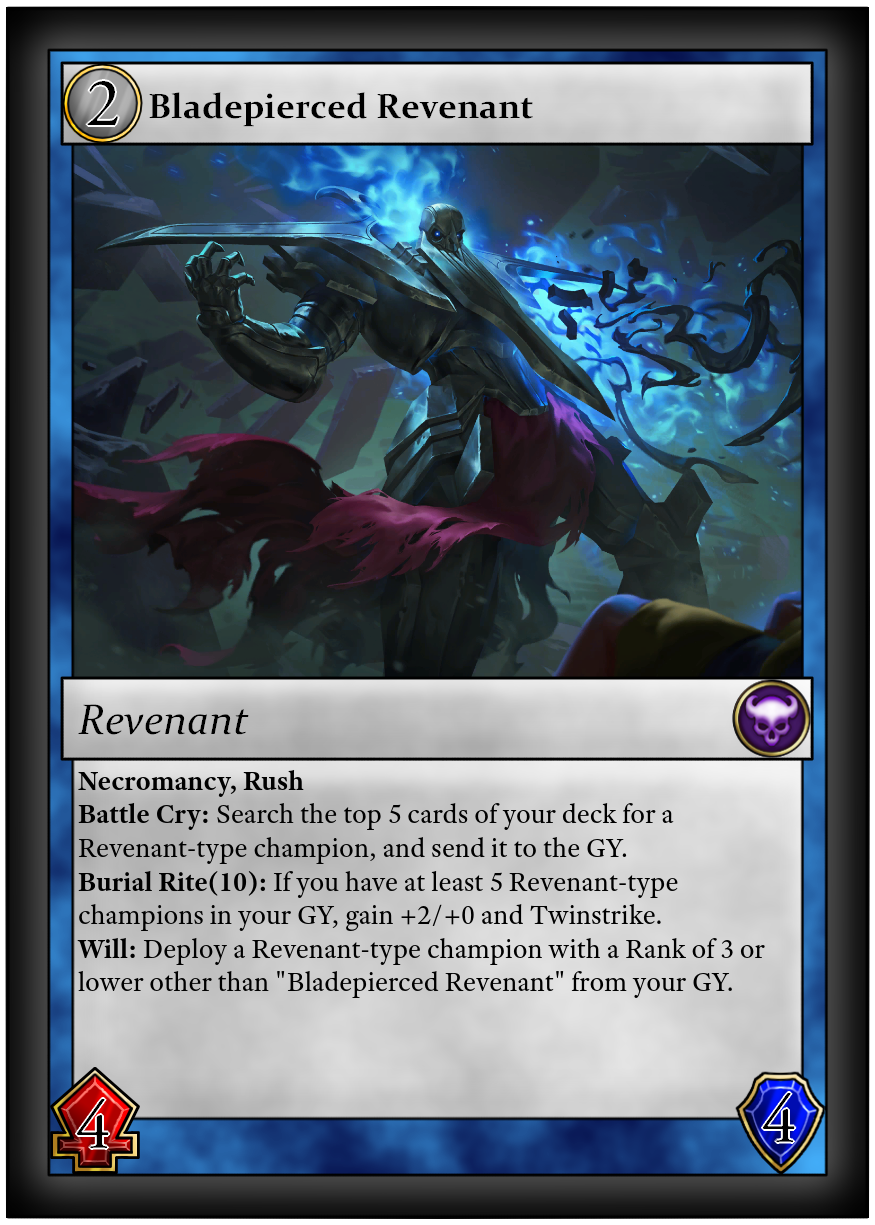 2
Bladepierced Revenant
Revenant
Necromancy, Rush
Battle Cry: Search the top 5 cards of your deck for a
Revenant-type champion, and send it to the GY.
Burial Rite(10): If you have at least 5 Revenant-type
champions in your GY, gain +2/+0 and Twinstrike.
Will: Deploy a Revenant-type champion with a Rank of 3 or
lower other than "Bladepierced Revenant" from your GY.
4
4